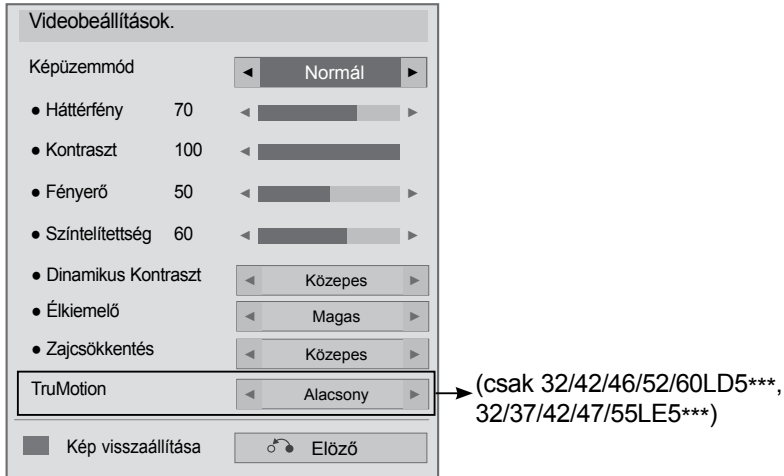 Videobeállítások.
Képüzemmód ◄ Normál ►
● Háttérfény 70
● Kontraszt 100
● Fényerő 50
● Színtelítettség 60
● Dinamikus Kontraszt ◄ Közepes ►
● Élkiemelő ◄ Magas ►
● Zajcsökkentés ◄ Közepes ►
TruMotion ◄ Alacsony ►
(csak 32/42/46/52/60LD5***,
32/37/42/47/55LE5***)
Kép visszaállítása Elöző